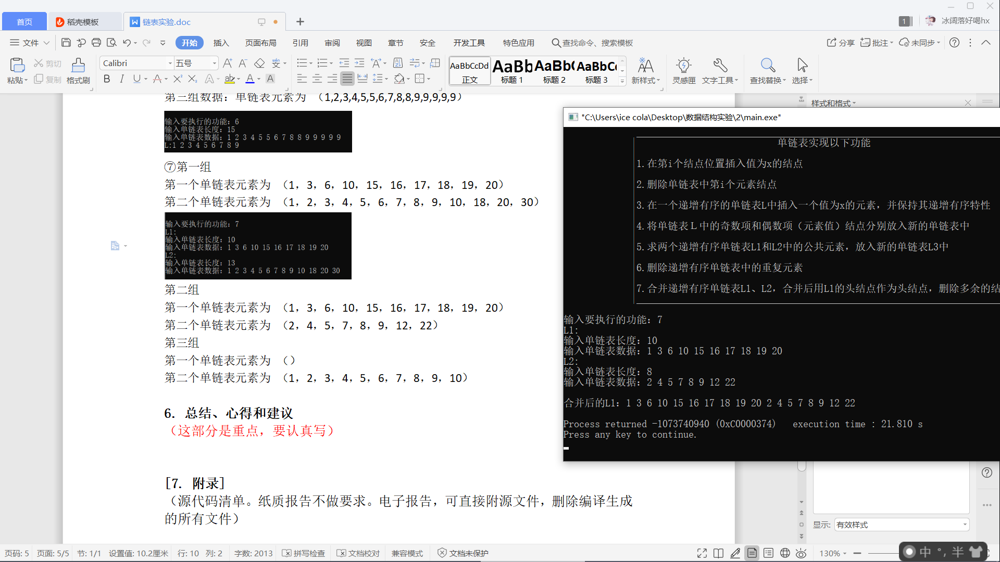 首页
稻壳模板
链表实验.doc
1
冰阔落好喝hx
文件
开始
插入
页面布局
引用
审阅
视图
章节
安全
开发工具
特色应用
查找命令、搜索模板
分享
批注
未同步
粘贴
剪切
复制
格式刷
Calibri
五号
AaBbCcDd
正文
AaBb
标题 1
AaBb(
标题 2
AaBbC
标题 3
新样式
灵感匣
文字工具
查找替换
选择
样式和格式
第三组数据：单链表元素为 （1,2,3,4,5,5,6,7,8,8,9,9,9,9,9）
输入要执行的功能：6
输入单链表长度：15
输入单链表数据：1 2 3 4 5 5 6 7 8 8 9 9 9 9 9
L:1 2 3 4 5 6 7 8 9
⑦第一组
第一个单链表元素为 （1，3，6，10，15，16，17，18，19，20）
第二个单链表元素为 （1，2，3，4，5，6，7，8，9，10，18，20，30）
输入要执行的功能：7
L1:
输入单链表长度：10
输入单链表数据：1 3 6 10 15 16 17 18 19 20
L2:
输入单链表长度：13
输入单链表数据：1 2 3 4 5 6 7 8 9 10 18 20 30
第二组
第一个单链表元素为 （1，3，6，10，15，16，17，18，19，20）
第二个单链表元素为 （2，4，5，7，8，9，12，22）
第三组
第一个单链表元素为 （）
第二个单链表元素为 （1，2，3，4，5，6，7，8，9，10）
6. 总结、心得和建议
（这部分是重点，要认真写）
[7. 附录]
（源代码清单。纸质报告不做要求。电子报告，可直接附源文件，删除编译生成
的所有文件）
"C:\Users\ice cola\Desktop\数据结构实验\2\main.exe"
单链表实现以下功能
1.在第i个结点位置插入值为x的结点
2.删除单链表中第i个元素结点
3.在一个递增有序的单链表L中插入一个值为x的元素，并保持其递增有序特性
4.将单链表Ｌ中的奇数项和偶数项（元素值）结点分别放入新的单链表中
5.求两个递增有序单链表L1和L2中的公共元素，放入新的单链表L3中
6.删除递增有序单链表中的重复元素
7.合并递增有序单链表L1、L2，合并后用L1的头结点作为头结点，删除多余的结
输入要执行的功能：7
L1:
输入单链表长度：10
输入单链表数据：1 3 6 10 15 16 17 18 19 20
L2:
输入单链表长度：8
输入单链表数据：2 4 5 7 8 9 12 22
合并后的L1：1 3 6 10 15 16 17 18 19 20 2 4 5 7 8 9 12 22
Process returned -1073740940 (0xC0000374)   execution time : 21.810 s
Press any key to continue.
显示:
有效样式
页码: 5
页面: 5/5
节: 1/1
设置值: 10.2厘米
行: 10
列: 2
字数: 2013
拼写检查
文档校对
兼容模式
文档未保护
130%
中
半